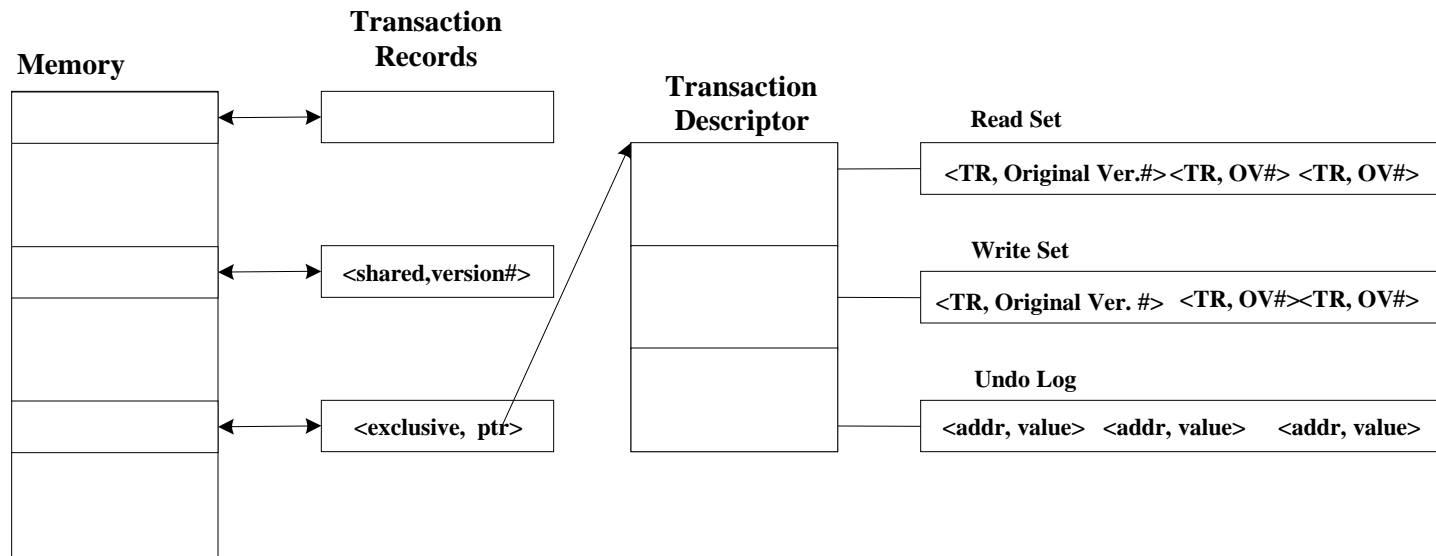 Transaction
Records
Memory
Transaction
Descriptor
Read Set
<TR, Original Ver.#> <TR, OV#> <TR, OV#>
Write Set
<shared,version#>
<TR, Original Ver. #> <TR, OV#><TR, OV#>
Undo Log
<exclusive, ptr>
<addr, value> <addr, value> <addr, value>